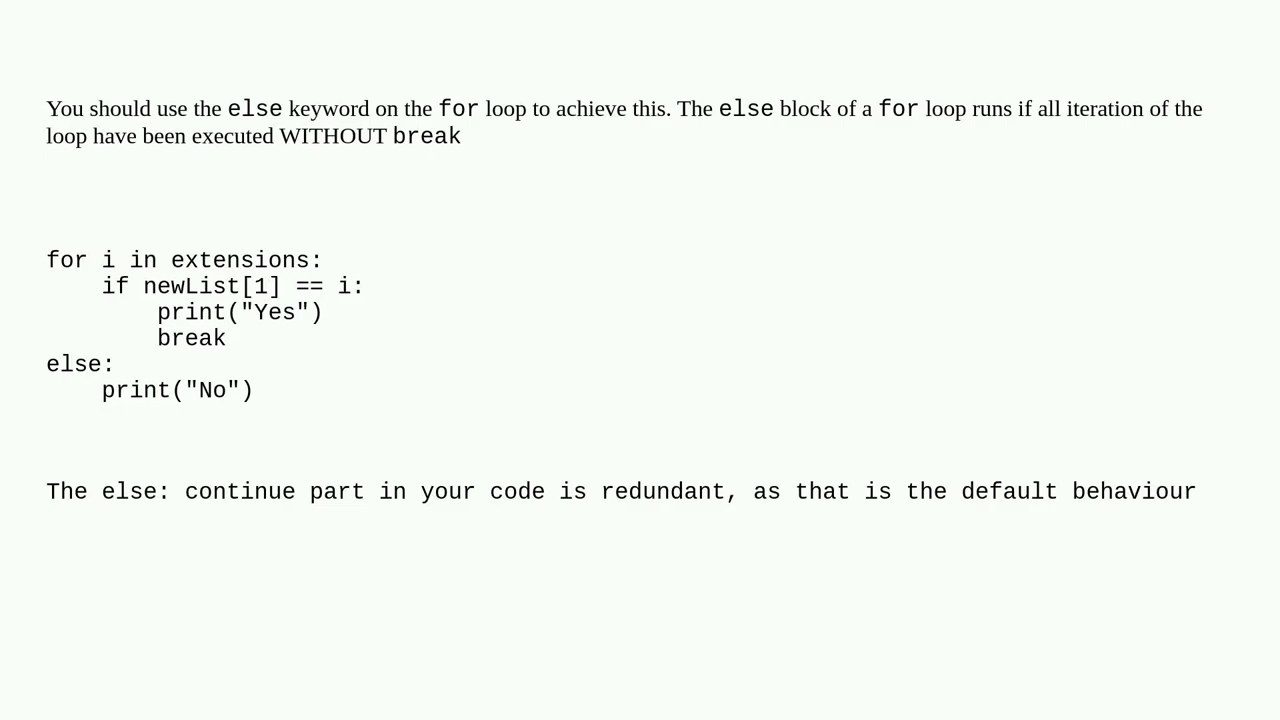 You should use the else keyword on the for loop to achieve this. The else block of a for loop runs if all iteration of the
loop have been executed WITHOUT break
for i in extensions:
    if newList[1] == i:
        print("Yes")
        break
else:
    print("No")
The else: continue part in your code is redundant, as that is the default behaviour